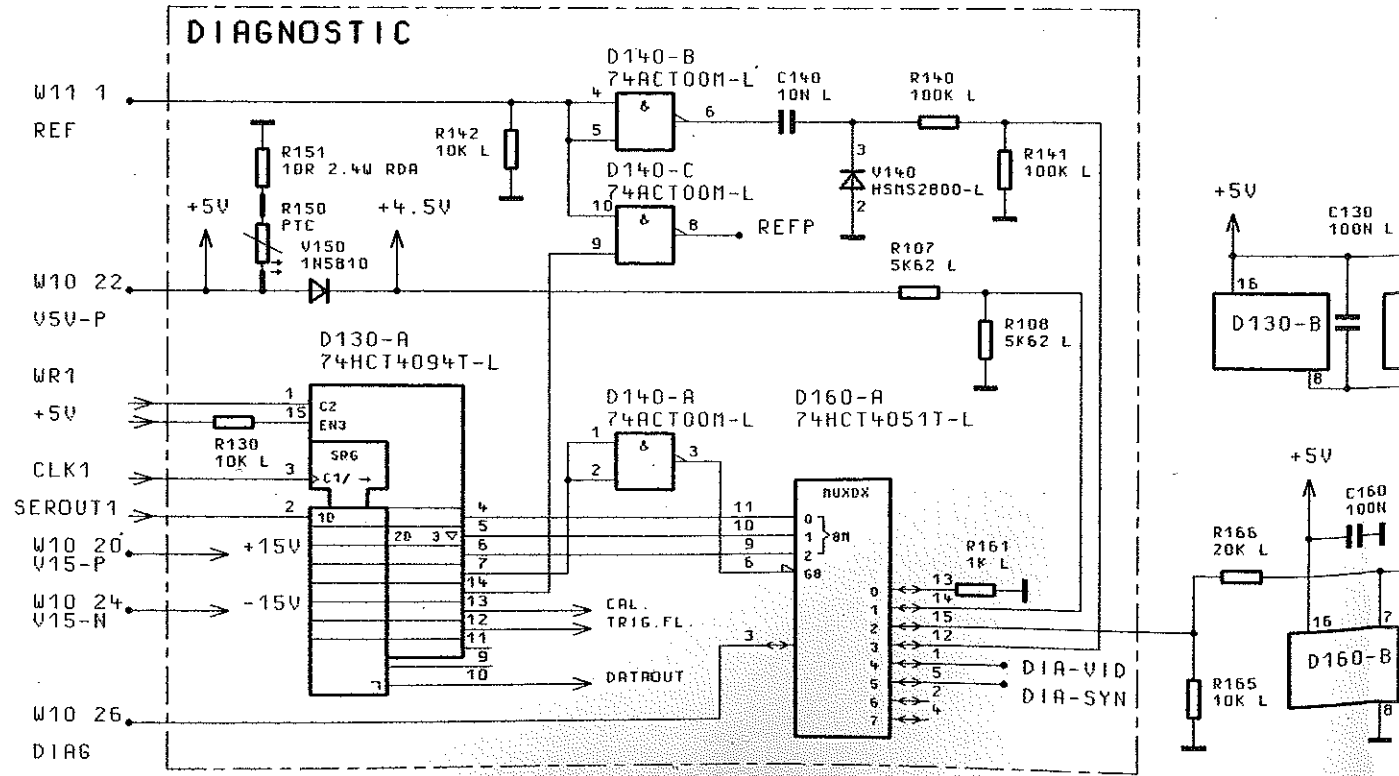 DIAGNOSTIC
W11 1
REF
D140-B
74ACT00M-L
4
5
&
6
C140
10N L
R140
100K L
R142
10K L
R151
10R 2.4W RDA
R150
PTC
V150
1N5810
+5V
+4.5V
D140-C
74ACT00M-L
10
9
&
8
REFP
3
V140
HSMS2800-L
2
R141
100K L
R107
5K62 L
R108
5K62 L
W10 22
V5V-P
+5V
C130
100N L
16
D130-B
8
D130-A
74HCT4094T-L
WR1
+5V
1
15
C2
EN3
R130
10K L
CLK1
3
SRG
C1/ →
SEROUT1
2
1D
2D 3
4
5
6
7
14
13
12
11
9
10
W10 20
V15-P
+15V
W10 24
V15-N
-15V
CAL.
TRIG.FL.
DATAOUT
W10 26
DIAG
D140-A
74ACT00M-L
1
2
&
3
D160-A
74HCT4051T-L
MUXDX
11
10
9
6
0
1
2
8M
G8
3
0
1
2
3
4
5
6
7
13
14
15
12
1
5
2
4
R161
1K L
DIA-VID
DIA-SYN
+5V
C160
100N
R166
20K L
R165
10K L
16
7
D160-B
8